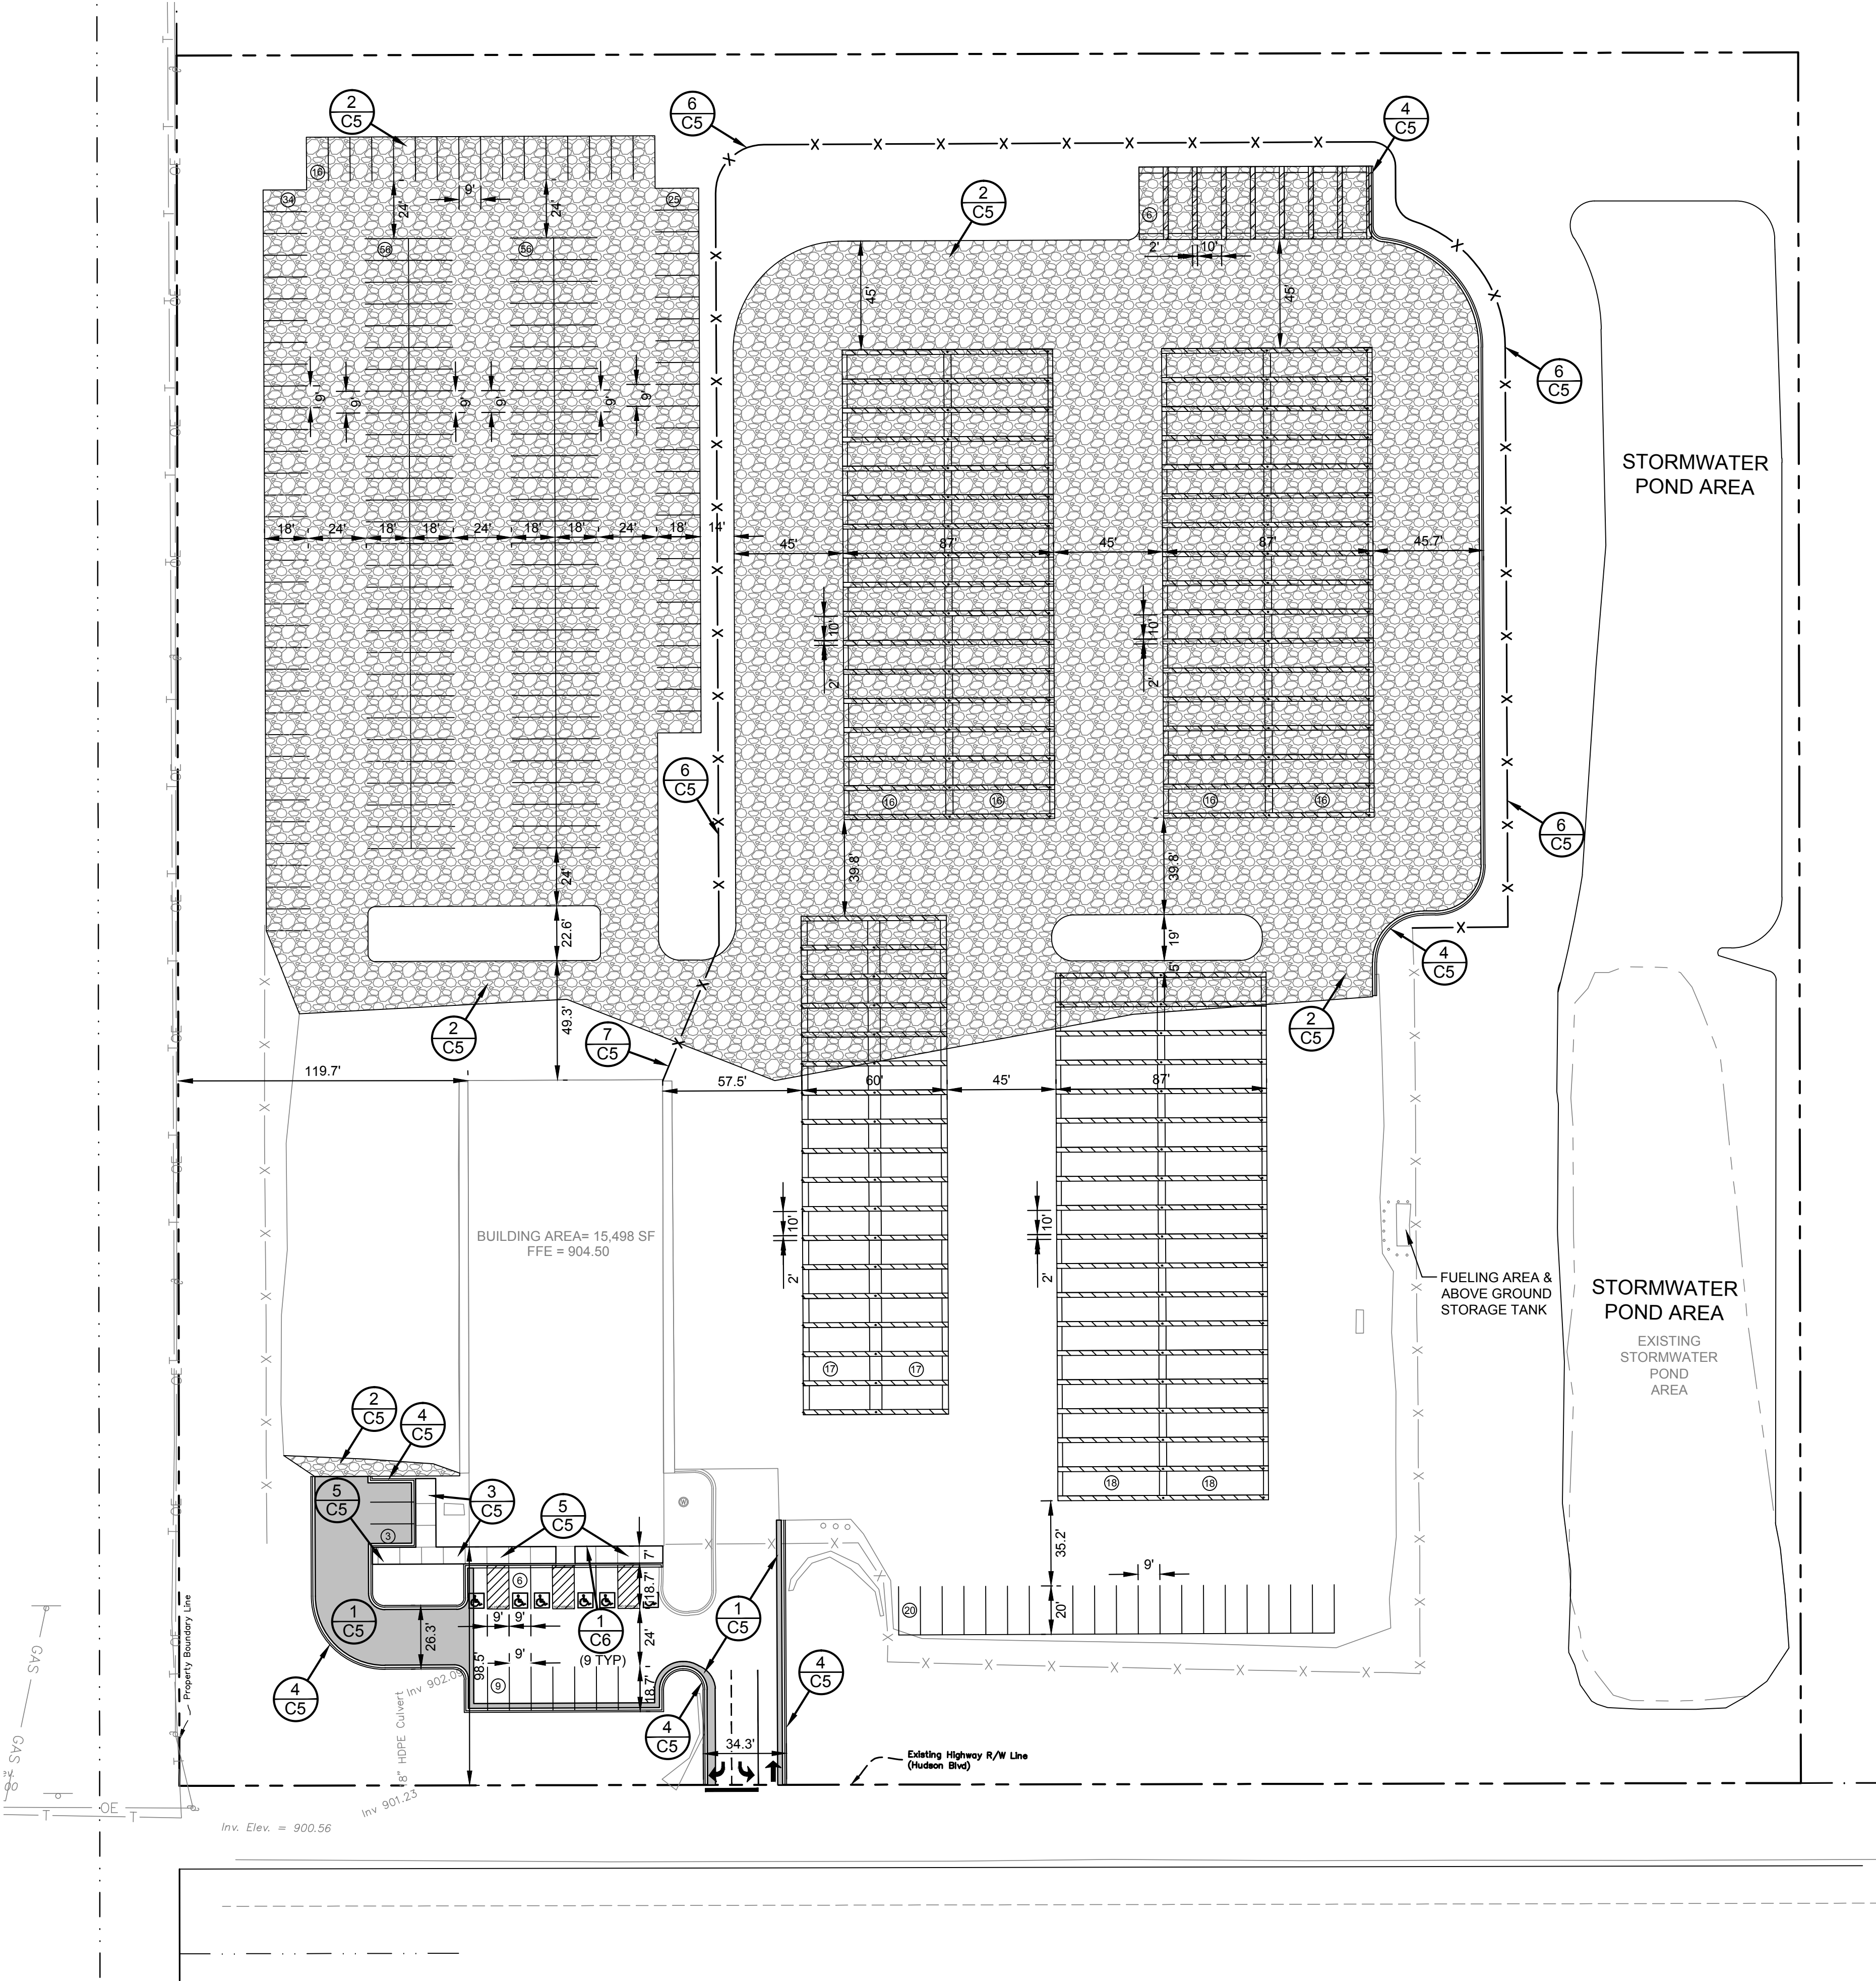 2
C5
6
C5
4
C5
16
34
9'
24'
24'
25
56
56
2
C5
6
2'
10'
45'
45'
9'
9'
9'
9'
9'
9'
6
C5
STORMWATER
POND AREA
18'
24'
18'
18'
24'
18'
18'
24'
18'
14'
45'
87'
45'
87'
45.7'
10'
2'
10'
2'
6
C5
16
16
16
16
6
C5
24'
39.8'
39.8'
22.6'
19'
5'
4
C5
2
C5
49.3'
7
C5
2
C5
119.7'
57.5'
60'
45'
87'
10'
2'
10'
2'
BUILDING AREA= 15,498 SF
FFE = 904.50
FUELING AREA &
ABOVE GROUND
STORAGE TANK
STORMWATER
POND AREA
EXISTING
STORMWATER
POND
AREA
17
17
18
18
2
C5
4
C5
5
C5
3
C5
5
C5
W
3
7'
6
18.7'
35.2'
9'
20'
20
1
C5
9'
9'
26.3'
24'
1
C6
(9 TYP)
1
C5
9'
98.5'
9
18.7'
4
C5
4
C5
4
C5
34.3'
Property Boundary Line
Inv 902.05
18" HDPE Culvert
Inv 901.23
Existing Highway R/W Line
(Hudson Blvd)
GAS
GAS
OE
T
T
Inv. Elev. = 900.56
X
OE
T